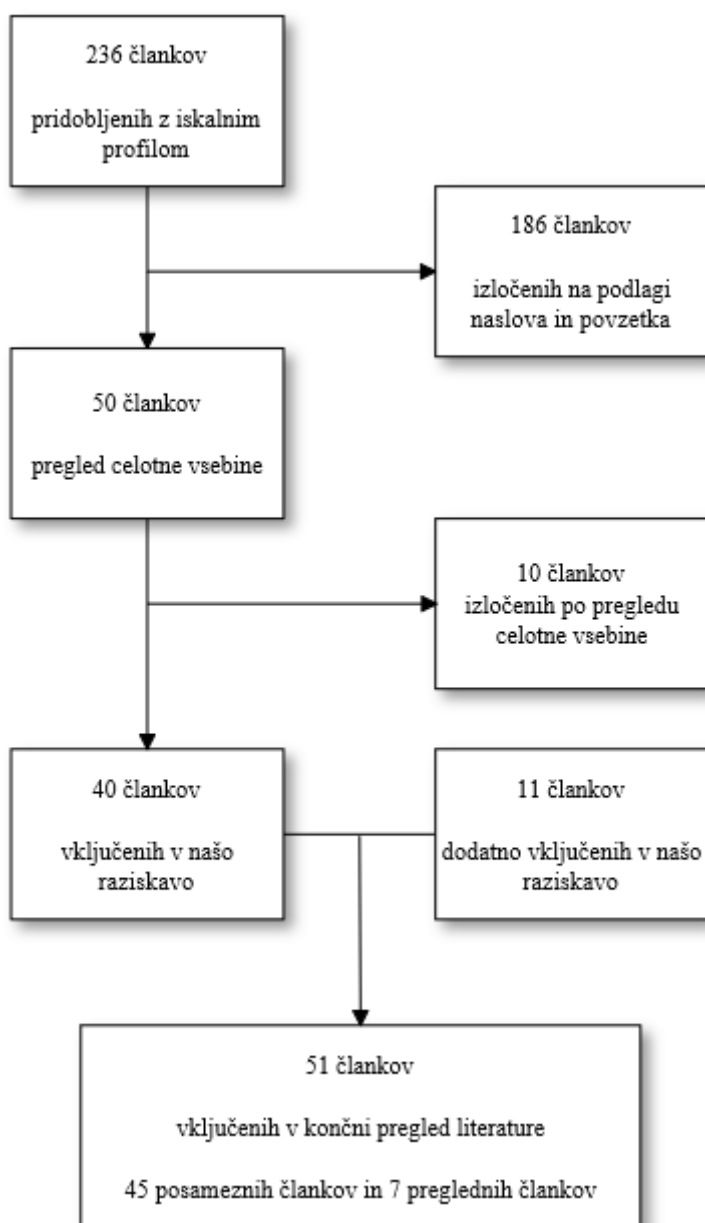 236 člankov
pridobljenih z iskalnim
profilom
186 člankov
izločenih na podlagi
naslova in povzetka
50 člankov
pregled celotne vsebine
10 člankov
izločenih po pregledu
celotne vsebine
40 člankov
vključenih v našo
raziskavo
11 člankov
dodatno vključenih v našo
raziskavo
51 člankov
vključenih v končni pregled literature
45 posameznih člankov in 7 preglednih člankov